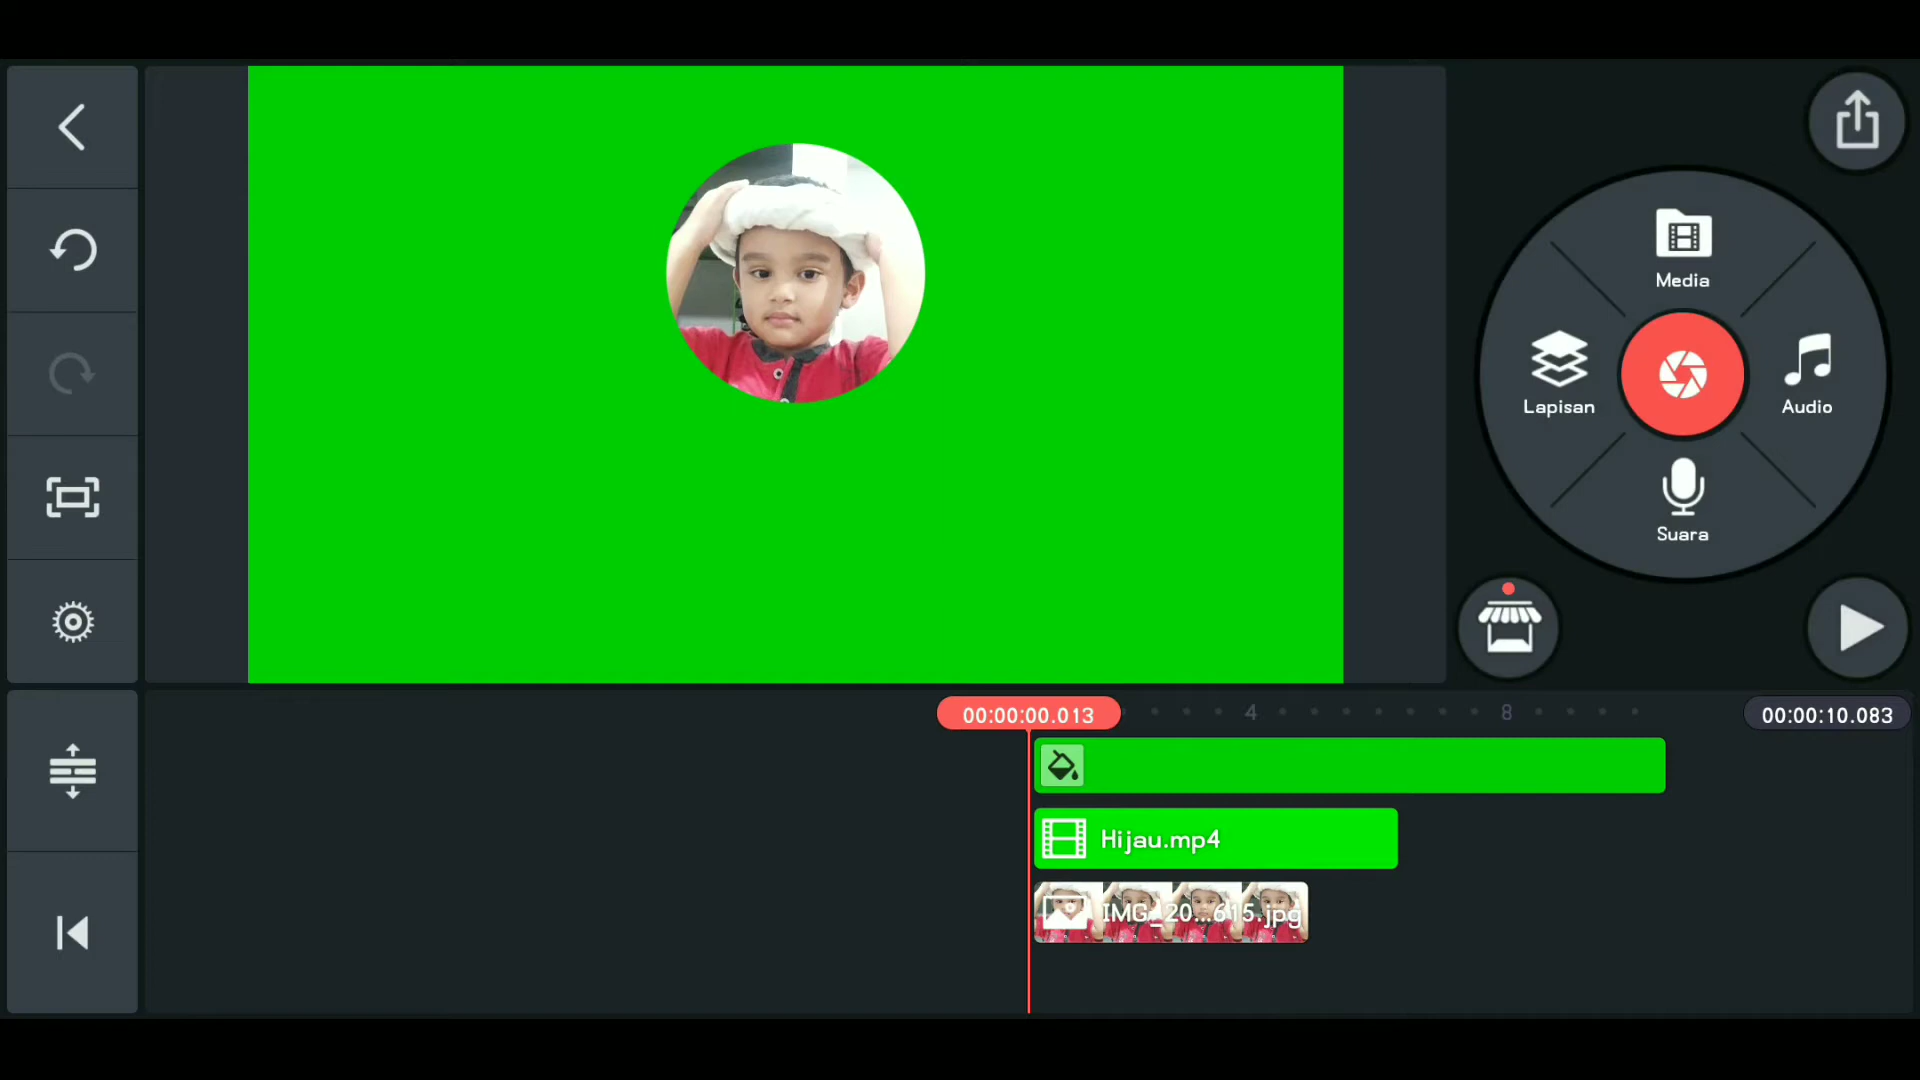 Media
Lapisan
Audio
Suara
00:00:00.013
4
8
00:00:10.083
Hijau.mp4
IMG_20...615.jpg